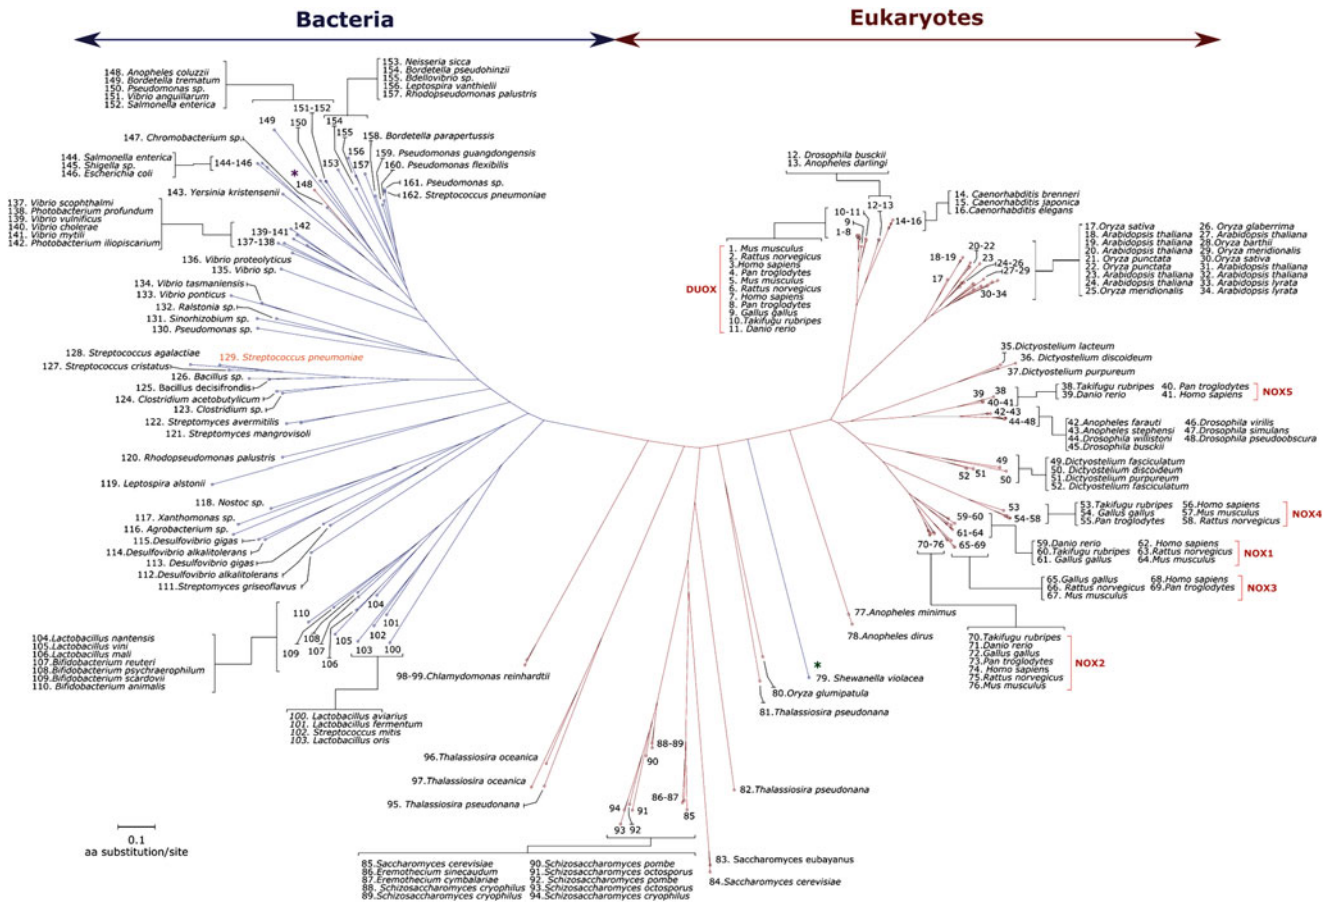 Bacteria
Eukaryotes
148. Anopheles coluzzii
149. Bordetella trematum
150. Pseudomonas sp.
151. Vibrio anguillarum
152. Salmonella enterica
153. Neisseria sicca
154. Bordetella pseudohinzii
155. Bdellovibrio sp.
156. Leptospira vanthielii
157. Rhodopseudomonas palustris
151-152
149
150
154
155
153
156
157
158. Bordetella parapertussis
159. Pseudomonas guangdongensis
160. Pseudomonas flexibilis
161. Pseudomonas sp.
162. Streptococcus pneumoniae
147. Chromobacterium sp.
*
148
144. Salmonella enterica
145. Shigella sp.
146. Escherichia coli
144-146
143. Yersinia kristensenii
137. Vibrio scophthalmi
138. Photobacterium profundum
139. Vibrio vulnificus
140. Vibrio cholerae
141. Vibrio mytili
142. Photobacterium iliopiscarium
139-141
142
137-138
136. Vibrio proteolyticus
135. Vibrio sp.
134. Vibrio tasmaniensis
133. Vibrio ponticus
132. Ralstonia sp.
131. Sinorhizobium sp.
130. Pseudomonas sp.
128. Streptococcus agalactiae
129. Streptococcus pneumoniae
127. Streptococcus cristatus
126. Bacillus sp.
125. Bacillus decisifrondis
124. Clostridium acetobutylicum
123. Clostridium sp.
122. Streptomyces avermitilis
121. Streptomyces mangrovisoli
120. Rhodopseudomonas palustris
119. Leptospira alstonii
118. Nostoc sp.
117. Xanthomonas sp.
116. Agrobacterium sp.
115. Desulfovibrio gigas
114. Desulfovibrio alkalitolerans
113. Desulfovibrio gigas
112. Desulfovibrio alkalitolerans
111. Streptomyces griseoflavus
104. Lactobacillus nantensis
105. Lactobacillus vini
106. Lactobacillus mali
107. Bifidobacterium reuteri
108. Bifidobacterium psychraerophilum
109. Bifidobacterium scardovii
110. Bifidobacterium animalis
110
104
108
105
101
102
109
107
106
103
100
100. Lactobacillus aviarius
101. Lactobacillus fermentum
102. Streptococcus mitis
103. Lactobacillus oris
98-99. Chlamydomonas reinhardtii
96. Thalassiosira oceanica
97. Thalassiosira oceanica
95. Thalassiosira pseudonana
0.1
aa substitution/site
88-89
90
86-87
94
91
85
93
92
85. Saccharomyces cerevisiae
86. Eremothecium sinecaudum
87. Eremothecium cymbalariae
88. Schizosaccharomyces cryophilus
89. Schizosaccharomyces cryophilus
90. Schizosaccharomyces pombe
91. Schizosaccharomyces octosporus
92. Schizosaccharomyces pombe
93. Schizosaccharomyces octosporus
94. Schizosaccharomyces cryophilus
83. Saccharomyces eubayanus
84. Saccharomyces cerevisiae
82. Thalassiosira pseudonana
81. Thalassiosira pseudonana
80. Oryza glumipatula
*
79. Shewanella violacea
78. Anopheles dirus
77. Anopheles minimus
12. Drosophila busckii
13. Anopheles darlingi
10-11
12-13
9
1-8
14-16
14. Caenorhabditis brenneri
15. Caenorhabditis japonica
16. Caenorhabditis elegans
DUOX
1. Mus musculus
2. Rattus norvegicus
3. Homo sapiens
4. Pan troglodytes
5. Mus musculus
6. Rattus norvegicus
7. Homo sapiens
8. Pan troglodytes
9. Gallus gallus
10. Takifugu rubripes
11. Danio rerio
18-19
20-22
23
24-26
27-29
17
30-34
17. Oryza sativa
18. Arabidopsis thaliana
19. Arabidopsis thaliana
20. Arabidopsis thaliana
21. Oryza punctata
22. Oryza punctata
23. Arabidopsis thaliana
24. Arabidopsis thaliana
25. Oryza meridionalis
26. Oryza glaberrima
27. Arabidopsis thaliana
28. Oryza barthii
29. Oryza meridionalis
30. Oryza sativa
31. Arabidopsis thaliana
32. Arabidopsis thaliana
33. Arabidopsis lyrata
34. Arabidopsis lyrata
35. Dictyostelium lacteum
36. Dictyostelium discoideum
37. Dictyostelium purpureum
39
38
40-41
38. Takifugu rubripes
39. Danio rerio
40. Pan troglodytes
41. Homo sapiens
NOX5
42-43
44-48
42. Anopheles farauti
43. Anopheles stephensi
44. Drosophila willistoni
45. Drosophila busckii
46. Drosophila virilis
47. Drosophila simulans
48. Drosophila pseudoobscura
49
52
51
50
49. Dictyostelium fasciculatum
50. Dictyostelium discoideum
51. Dictyostelium purpureum
52. Dictyostelium fasciculatum
53
54-58
53. Takifugu rubripes
54. Gallus gallus
55. Pan troglodytes
56. Homo sapiens
57. Mus musculus
58. Rattus norvegicus
NOX4
59-60
61-64
70-76
65-69
59. Danio rerio
60. Takifugu rubripes
61. Gallus gallus
62. Homo sapiens
63. Rattus norvegicus
64. Mus musculus
NOX1
65. Gallus gallus
66. Rattus norvegicus
67. Mus musculus
68. Homo sapiens
69. Pan troglodytes
NOX3
70. Takifugu rubripes
71. Danio rerio
72. Gallus gallus
73. Pan troglodytes
74. Homo sapiens
75. Rattus norvegicus
76. Mus musculus
NOX2